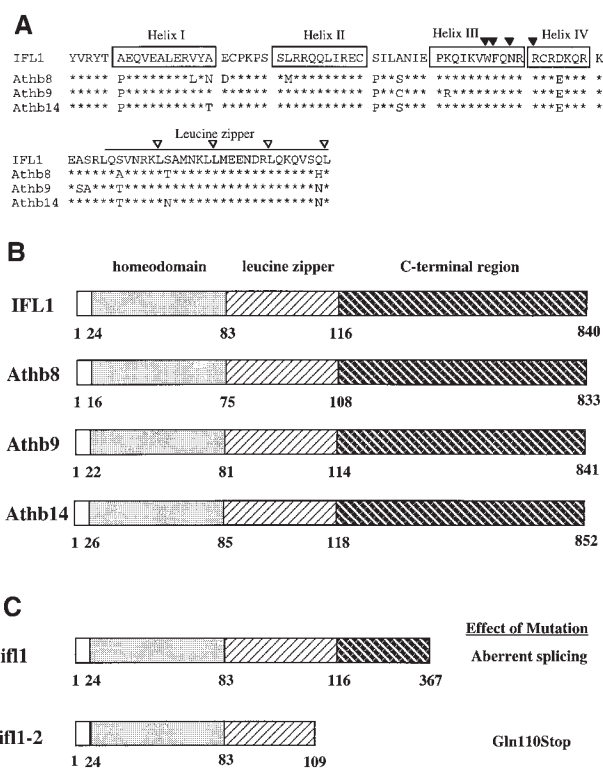 A
Helix I Helix II Helix III Helix IV
IFL1 YVRYT AEQVEALERVYA ECPKPS SLRRQQLIREC SILANIE PKQIKVWFQNR RCRDKQR K
Athb8 ***** P******L*N D***** *M********* P**S*** *********** ***E*** *
Athb9 ***** P*********** ****** *********** P**C*** *R********* ******* *
Athb14 ***** P**********T ****** *********** P**S*** *********** ***E*** *
Leucine zipper
IFL1 EASRLQSVNRKLSAMNKLLMEENDRLQKQVSQL
Athb8 ******A*****T******************H*
Athb9 *SA***T************************N*
Athb14 ******T*****N******************N*
B
homeodomain leucine zipper C-terminal region
IFL1
1 24 83 116 840
Athb8
1 16 75 108 833
Athb9
1 22 81 114 841
Athb14
1 26 85 118 852
C
Effect of Mutation
ifl1 Aberrent splicing
1 24 83 116 367
ifl1-2 Gln110Stop
1 24 83 109